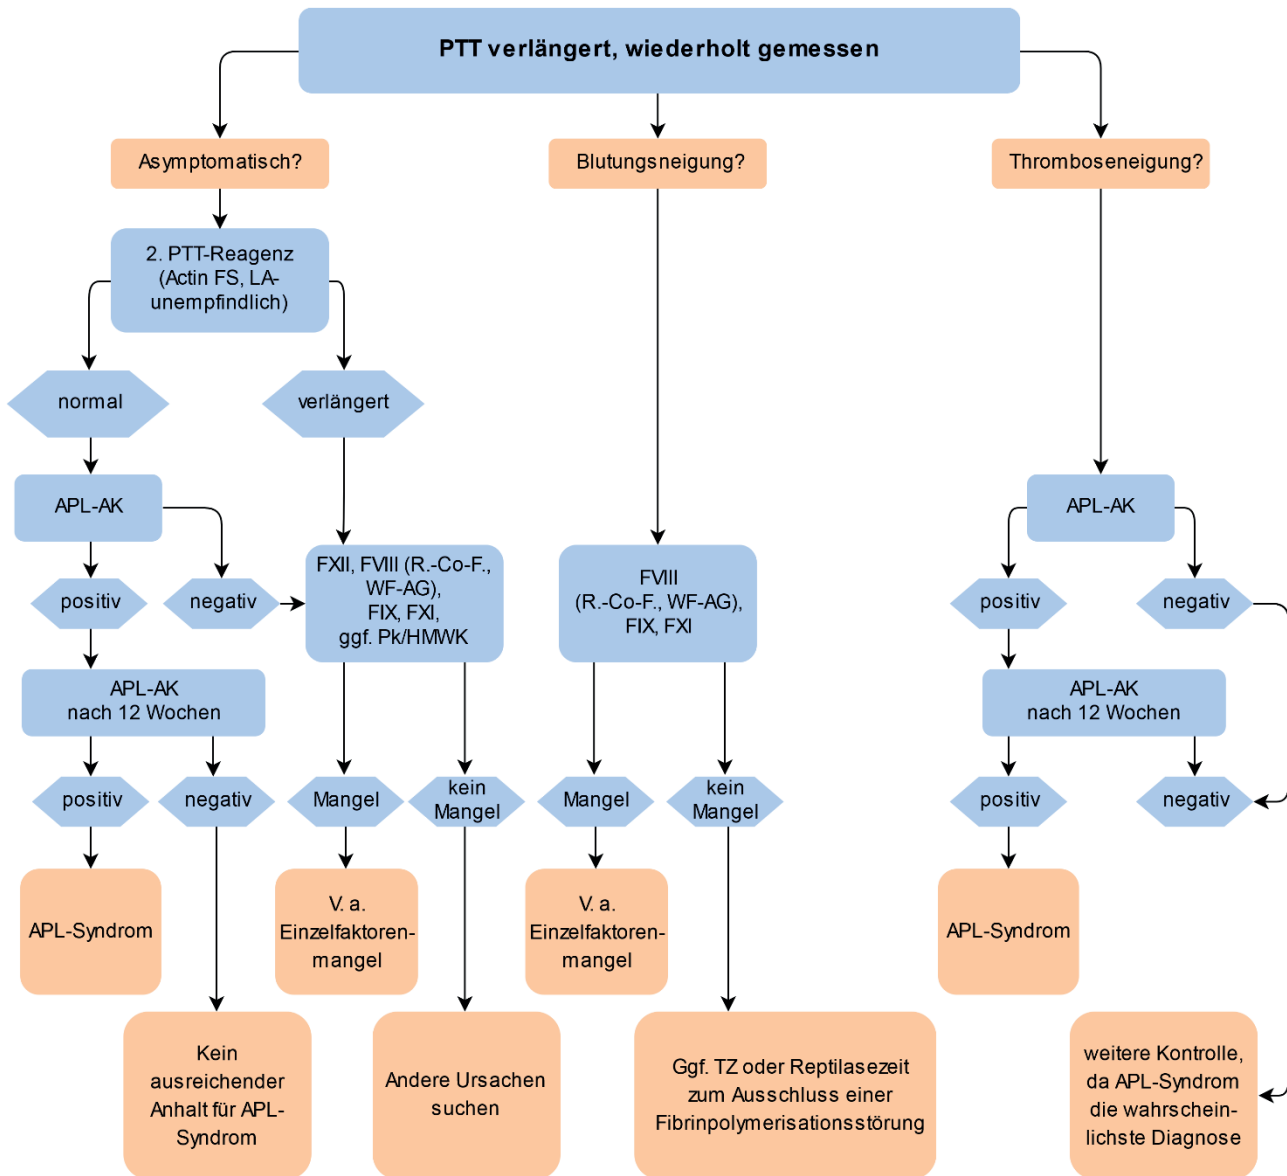 PTT verlängert, wiederholt gemessen
Asymptomatisch?
Blutungsneigung?
Thromboseneigung?
2. PTT-Reagenz
(Actin FS, LA-
unempfindlich)
normal
verlängert
APL-AK
APL-AK
FXII, FVIII (R.-Co-F.,
WF-AG),
FIX, FXI,
ggf. Pk/HMWK
FVIII
(R.-Co-F., WF-AG),
FIX, FXI
positiv
negativ
positiv
negativ
APL-AK
nach 12 Wochen
APL-AK
nach 12 Wochen
positiv
negativ
Mangel
kein
Mangel
Mangel
kein
Mangel
positiv
negativ
APL-Syndrom
V. a.
Einzelfaktoren-
mangel
V. a.
Einzelfaktoren-
mangel
APL-Syndrom
Kein
ausreichender
Anhalt für APL-
Syndrom
Andere Ursachen
suchen
Ggf. TZ oder Reptilasezeit
zum Ausschluss einer
Fibrinpolymerisationsstörung
weitere Kontrolle,
da APL-Syndrom
die wahrschein-
lichste Diagnose